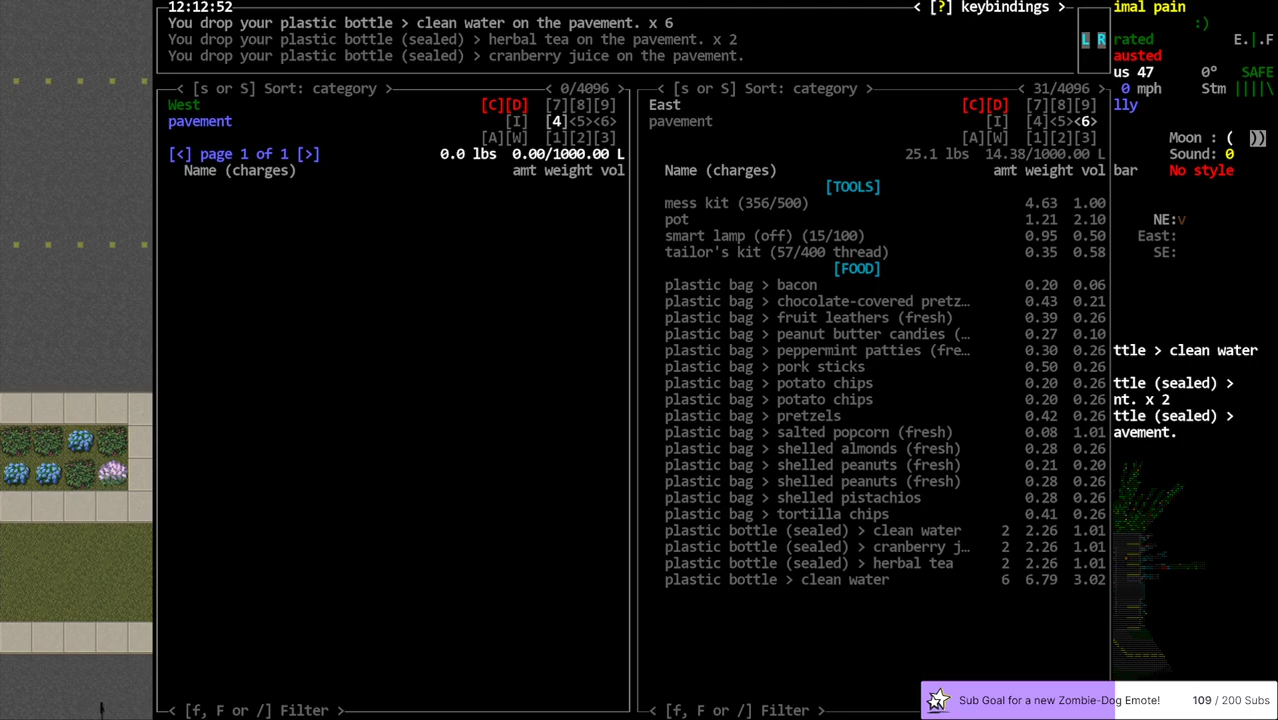 12:12:52
You drop your plastic bottle > clean water on the pavement. x 6
You drop your plastic bottle (sealed) > herbal tea on the pavement. x 2
You drop your plastic bottle (sealed) > cranberry juice on the pavement.
< [?] keybindings >
imal pain
:)
L R
rated E.|.F
austed
us 47 0° SAFE
0 mph Stm ||||\
lly
Moon : ( ))
Sound: 0
bar No style
NE:v
East:
SE:
ttle > clean water
ttle (sealed) >
nt. x 2
ttle (sealed) >
avement.
< [s or S] Sort: category > < 0/4096 >
West [C][D] [7][8][9]
pavement [I] [4]<5><6>
[A][W] [1][2][3]
[<] page 1 of 1 [>] 0.0 lbs 0.00/1000.00 L
Name (charges) amt weight vol
< [f, F or /] Filter >
< [s or S] Sort: category > < 31/4096 >
East [C][D] [7][8][9]
pavement [I] [4]<5><6>
[A][W] [1][2][3]
25.1 lbs 14.38/1000.00 L
Name (charges) amt weight vol
[TOOLS]
mess kit (356/500) 4.63 1.00
pot 1.21 2.10
smart lamp (off) (15/100) 0.95 0.50
tailor's kit (57/400 thread) 0.35 0.58
[FOOD]
plastic bag > bacon 0.20 0.06
plastic bag > chocolate-covered pretz… 0.43 0.21
plastic bag > fruit leathers (fresh) 0.39 0.26
plastic bag > peanut butter candies (… 0.27 0.10
plastic bag > peppermint patties (fre… 0.30 0.26
plastic bag > pork sticks 0.50 0.26
plastic bag > potato chips 0.20 0.26
plastic bag > potato chips 0.20 0.26
plastic bag > pretzels 0.42 0.26
plastic bag > salted popcorn (fresh) 0.08 1.01
plastic bag > shelled almonds (fresh) 0.28 0.26
plastic bag > shelled peanuts (fresh) 0.21 0.20
plastic bag > shelled peanuts (fresh) 0.28 0.26
plastic bag > shelled pistachios 0.28 0.26
plastic bag > tortilla chips 0.41 0.26
plastic bottle (sealed) > clean water 2 2.26 1.01
plastic bottle (sealed) > cranberry j… 2 2.26 1.01
plastic bottle (sealed) > herbal tea 2 2.26 1.01
plastic bottle > clean water 6 6.79 3.02
< [f, F or /] Filter >
Sub Goal for a new Zombie-Dog Emote! 109 / 200 Subs